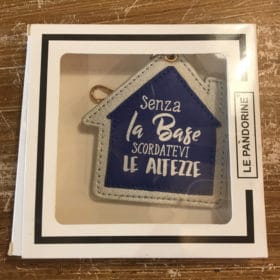 Senza
la Base
SCORDATEVI
LE ALTEZZE
LE PANDORINE